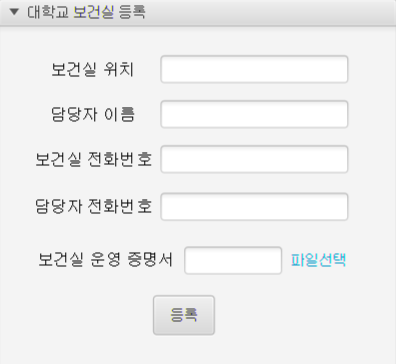 대학교 보건실 등록
보건실 위치
담당자 이름
보건실 전화번호
담당자 전화번호
보건실 운영 증명서 파일선택
등록